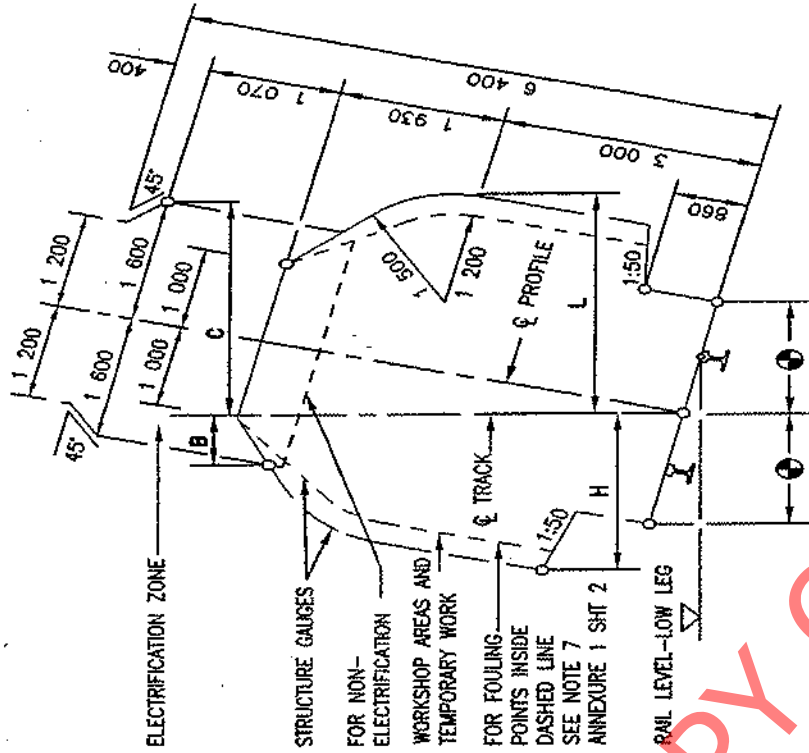 400
1 070
1 930
3 000
6 400
860
45°
45°
1 200
1 200
1 600
1 600
1 000
1 000
C
B
1 500
1 200
℄ PROFILE
L
1:50
℄ TRACK
H
1:50
ELECTRIFICATION ZONE
STRUCTURE GAUGES
FOR NON-
ELECTRIFICATION
WORKSHOP AREAS AND
TEMPORARY WORK
FOR FOULING
POINTS INSIDE
DASHED LINE
SEE NOTE 7
ANNEXURE 1 SHT 2
RAIL LEVEL-LOW LEG
PY C